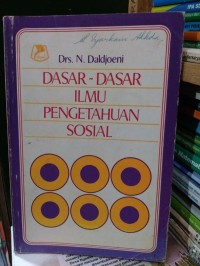 Drs. N. Daldjoeni
DASAR - DASAR
ILMU
PENGETAHUAN
SOSIAL